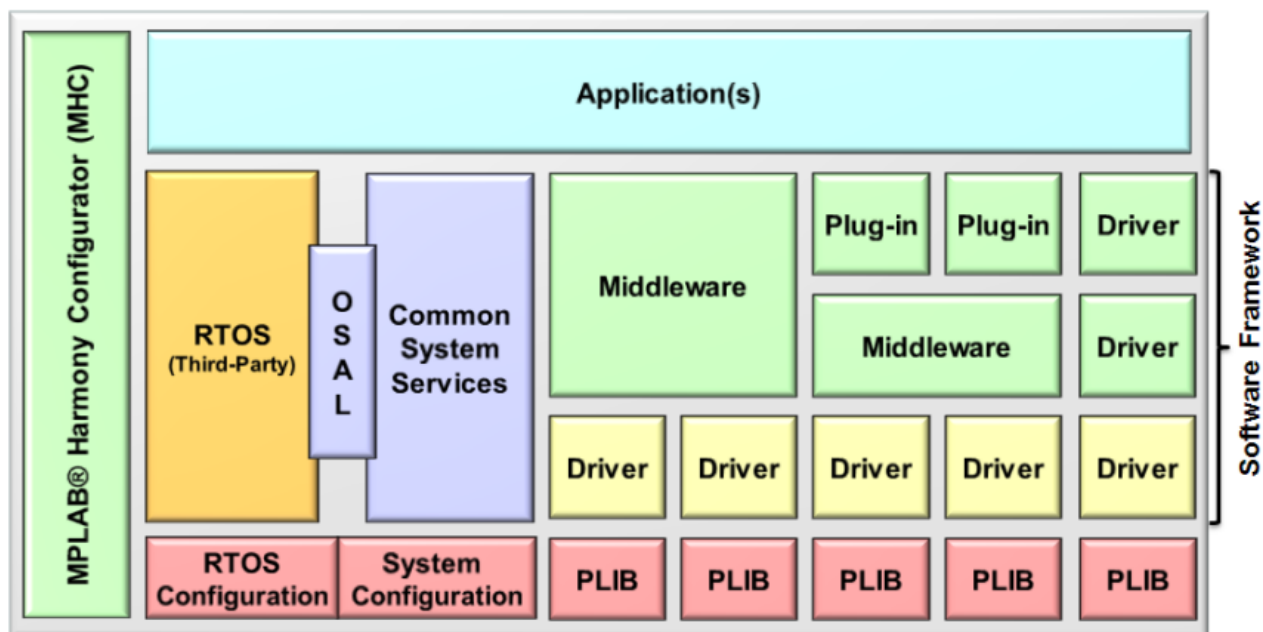 MPLAB® Harmony Configurator (MHC)
Application(s)
RTOS
(Third-Party)
O
S
A
L
Common
System
Services
Middleware
Plug-in
Plug-in
Driver
Middleware
Driver
Driver
Driver
Driver
Driver
Driver
RTOS
Configuration
System
Configuration
PLIB
PLIB
PLIB
PLIB
PLIB
Software Framework